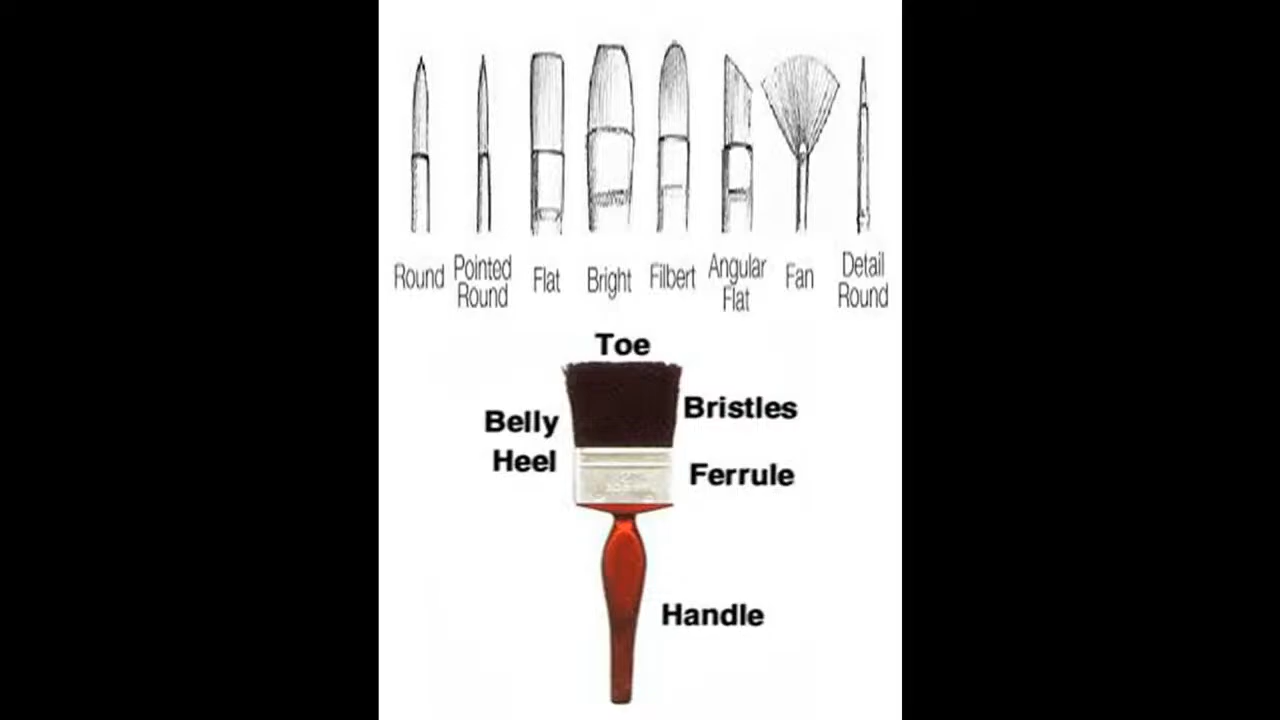 Round
Pointed
Round
Flat
Bright
Filbert
Angular
Flat
Fan
Detail
Round
Toe
Bristles
Belly
Heel
Ferrule
Handle